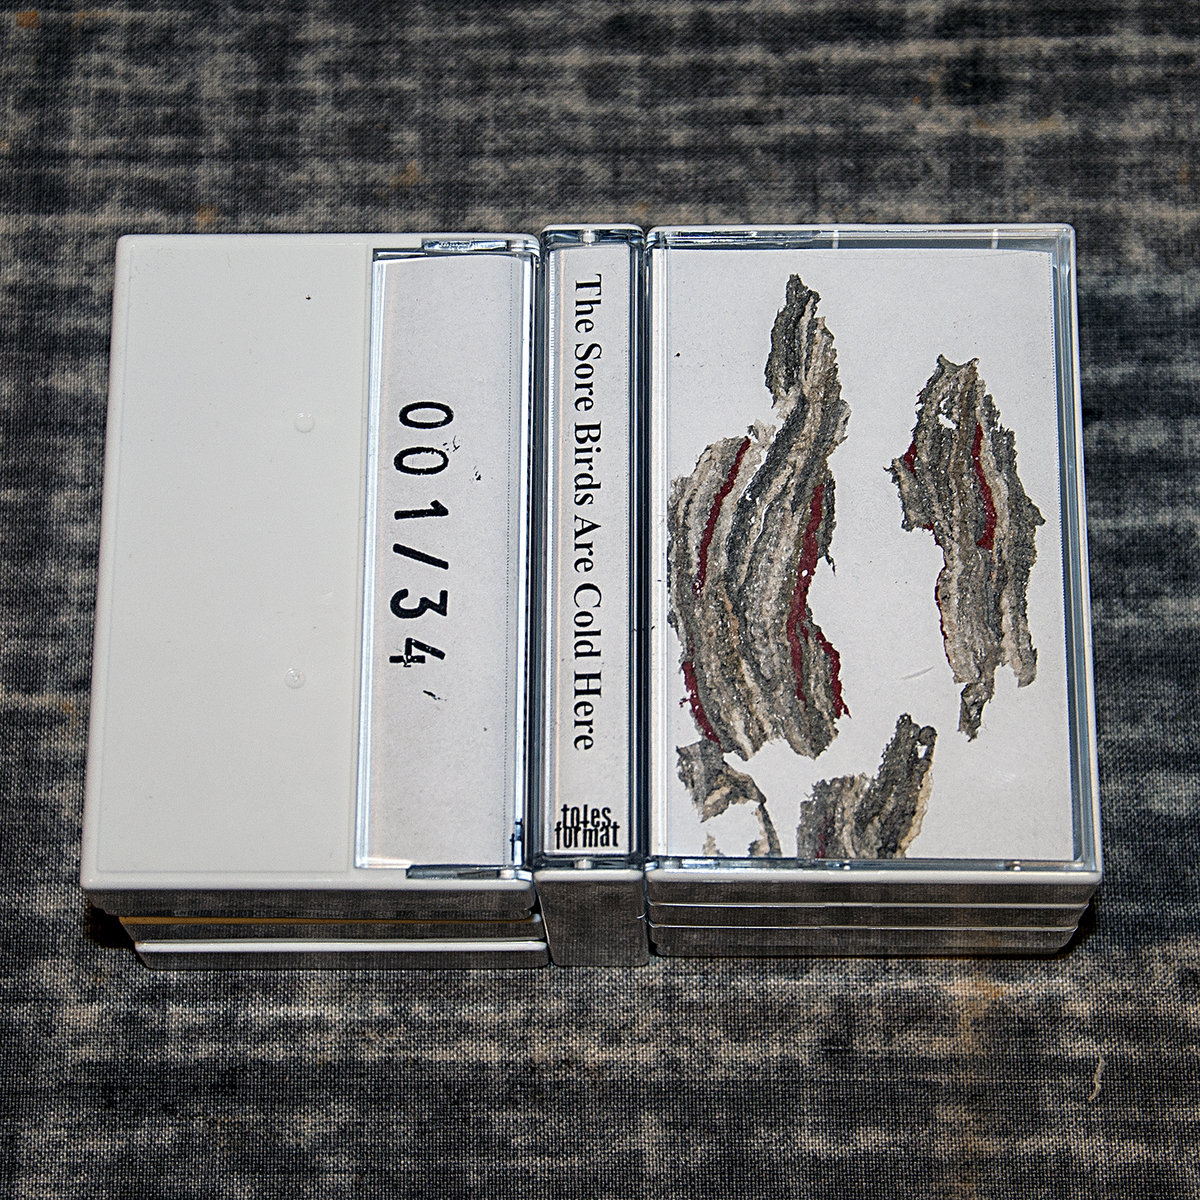 001/34
The Sore Birds Are Cold Here
totes
format